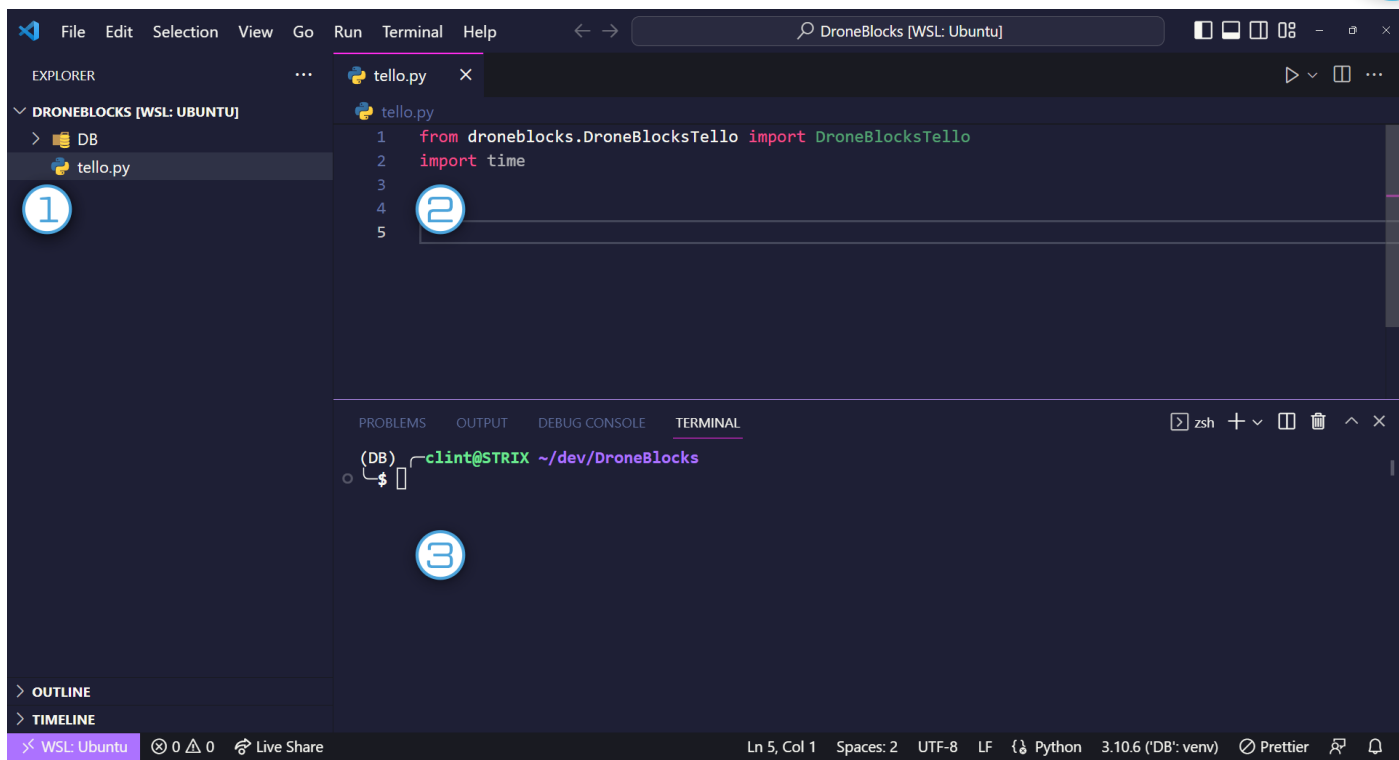 File Edit Selection View Go Run Terminal Help DroneBlocks [WSL: Ubuntu]
EXPLORER
DRONEBLOCKS [WSL: UBUNTU]
DB
tello.py
1
tello.py
tello.py
1 from droneblocks.DroneBlocksTello import DroneBlocksTello
2 import time
3
4
5
2
PROBLEMS OUTPUT DEBUG CONSOLE TERMINAL zsh
(DB) clint@STRIX ~/dev/DroneBlocks
$
3
OUTLINE
TIMELINE
WSL: Ubuntu 0 0 Live Share Ln 5, Col 1 Spaces: 2 UTF-8 LF Python 3.10.6 ('DB': venv) Prettier